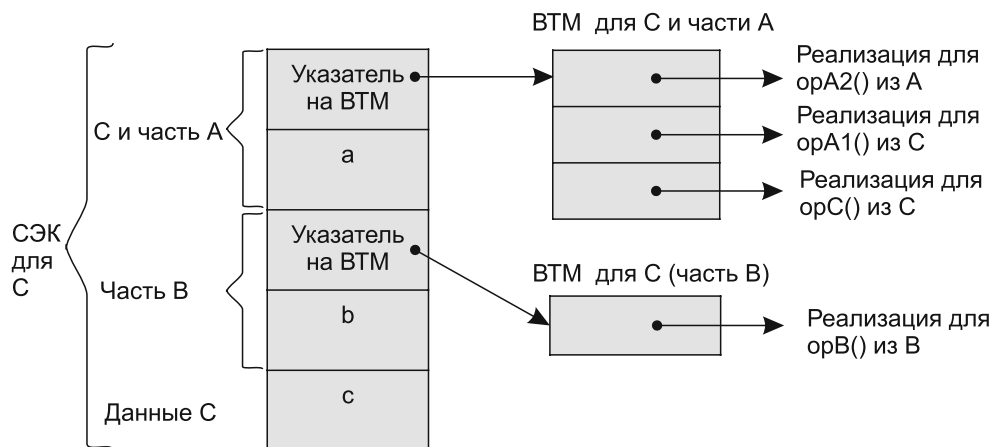 ВТМ для С и части А
Указатель
на ВТМ
Реализация для
opA2() из A
С и часть А
Реализация для
opA1() из C
a
Реализация для
opC() из C
СЭК
для
С
Указатель
на ВТМ
ВТМ для С (часть В)
Часть В
b
Реализация для
opB() из B
Данные С
c